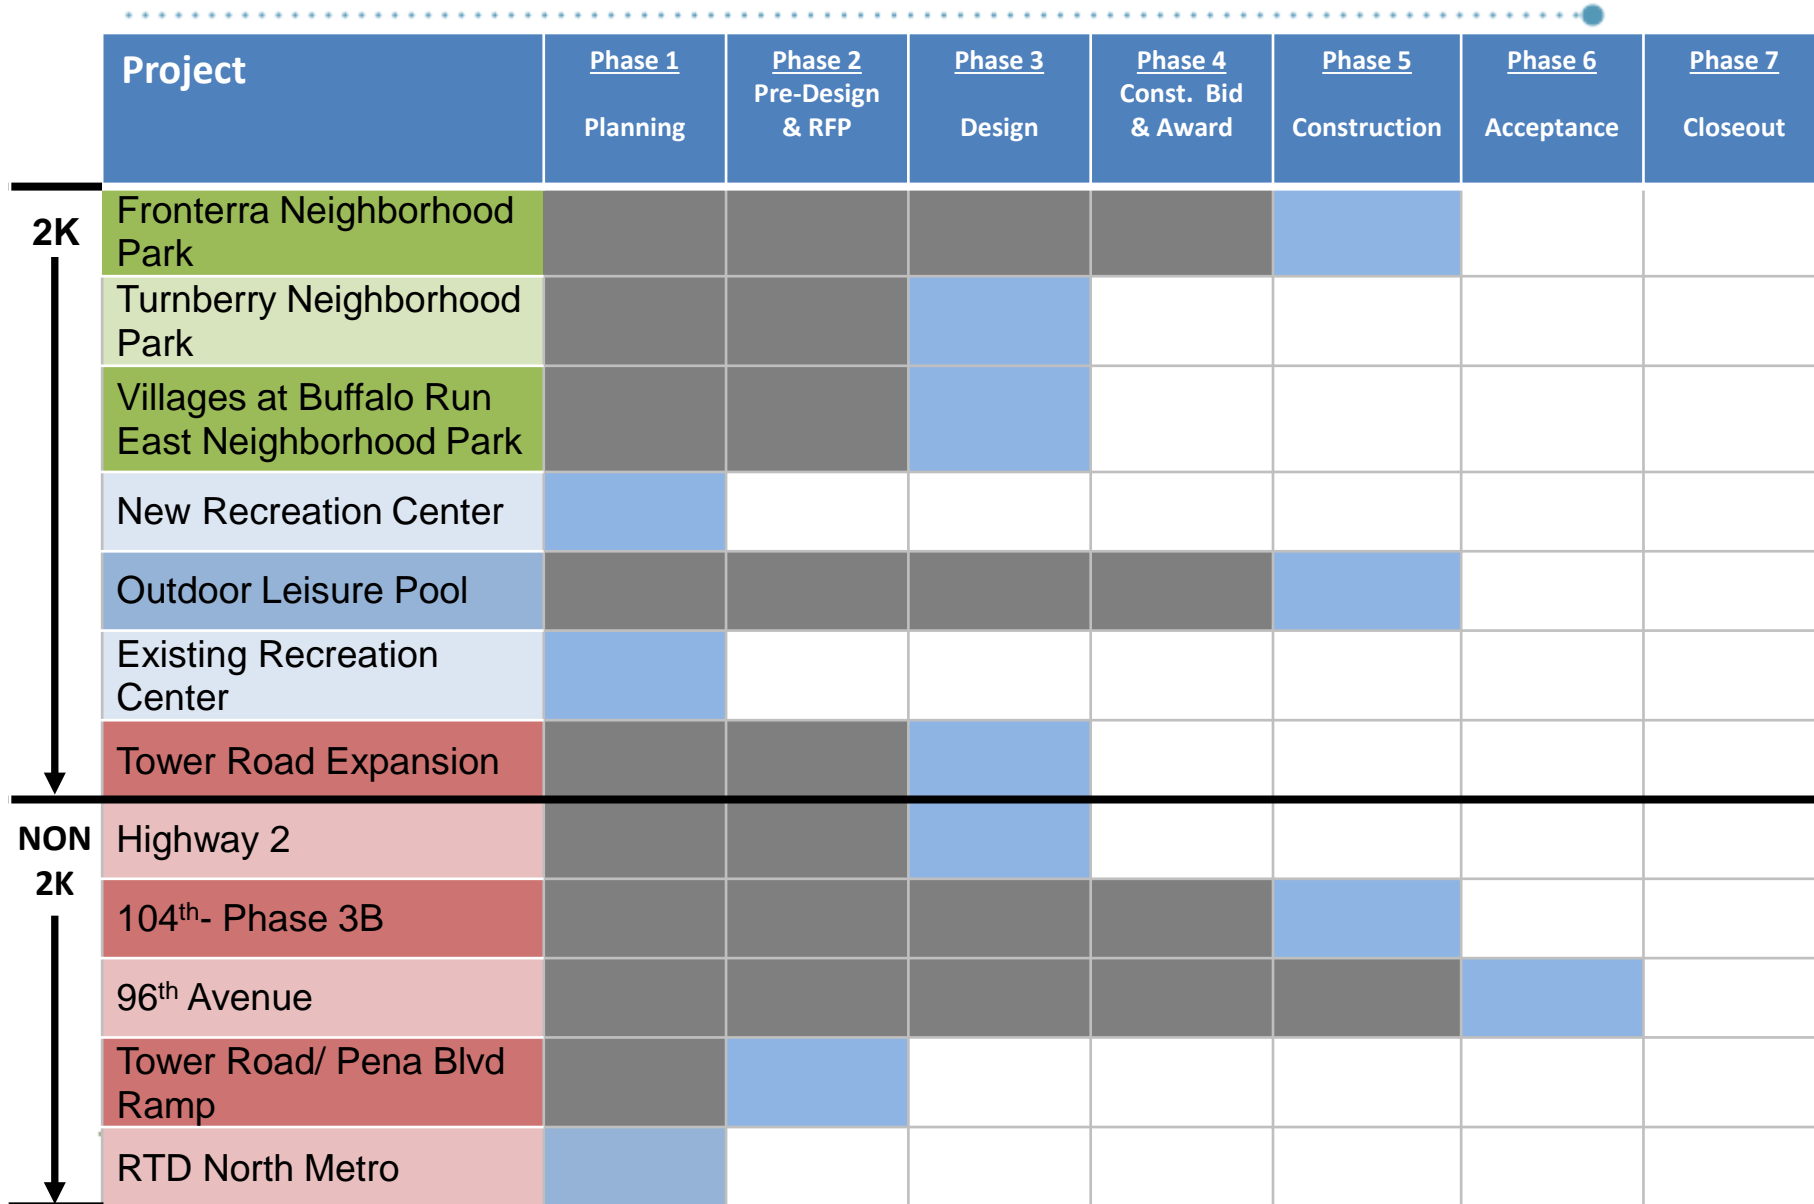 Project
Phase 1
Planning
Phase 2
Pre-Design
& RFP
Phase 3
Design
Phase 4
Const. Bid
& Award
Phase 5
Construction
Phase 6
Acceptance
Phase 7
Closeout
2K
Fronterra Neighborhood
Park
Turnberry Neighborhood
Park
Villages at Buffalo Run
East Neighborhood Park
New Recreation Center
Outdoor Leisure Pool
Existing Recreation
Center
Tower Road Expansion
NON
2K
Highway 2
104th- Phase 3B
96th Avenue
Tower Road/ Pena Blvd
Ramp
RTD North Metro